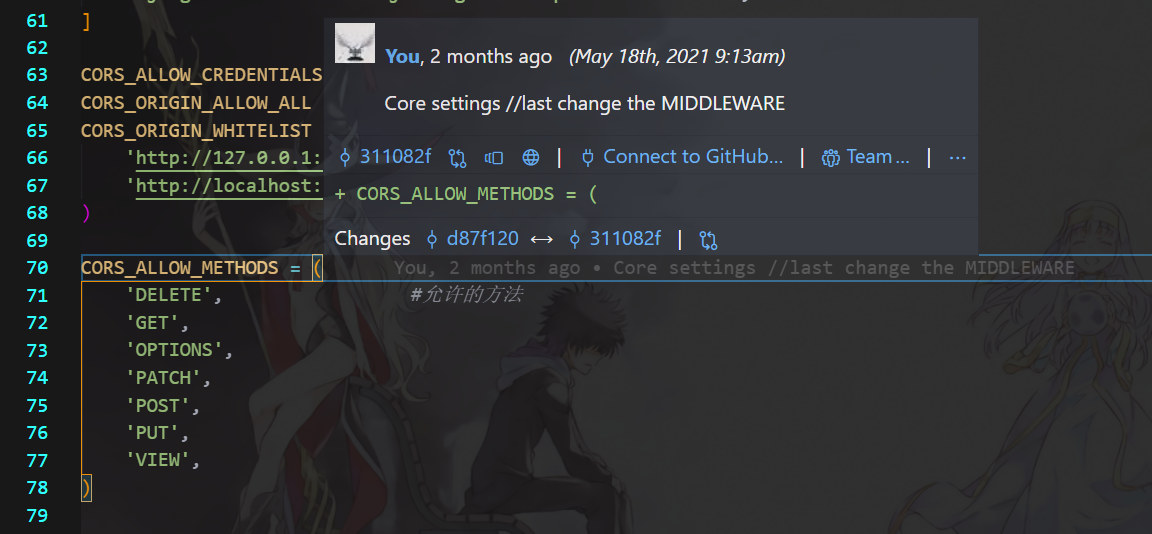 61 ]
62
63 CORS_ALLOW_CREDENTIALS
64 CORS_ORIGIN_ALLOW_ALL
65 CORS_ORIGIN_WHITELIST
66 'http://127.0.0.1:
67 'http://localhost:
68 )
69
You, 2 months ago (May 18th, 2021 9:13am)
Core settings //last change the MIDDLEWARE
311082f | Connect to GitHub... | Team... | ...
+ CORS_ALLOW_METHODS = (
Changes d87f120 ↔ 311082f |
70 CORS_ALLOW_METHODS = ( You, 2 months ago • Core settings //last change the MIDDLEWARE
71 'DELETE', #允许的方法
72 'GET',
73 'OPTIONS',
74 'PATCH',
75 'POST',
76 'PUT',
77 'VIEW',
78 )
79